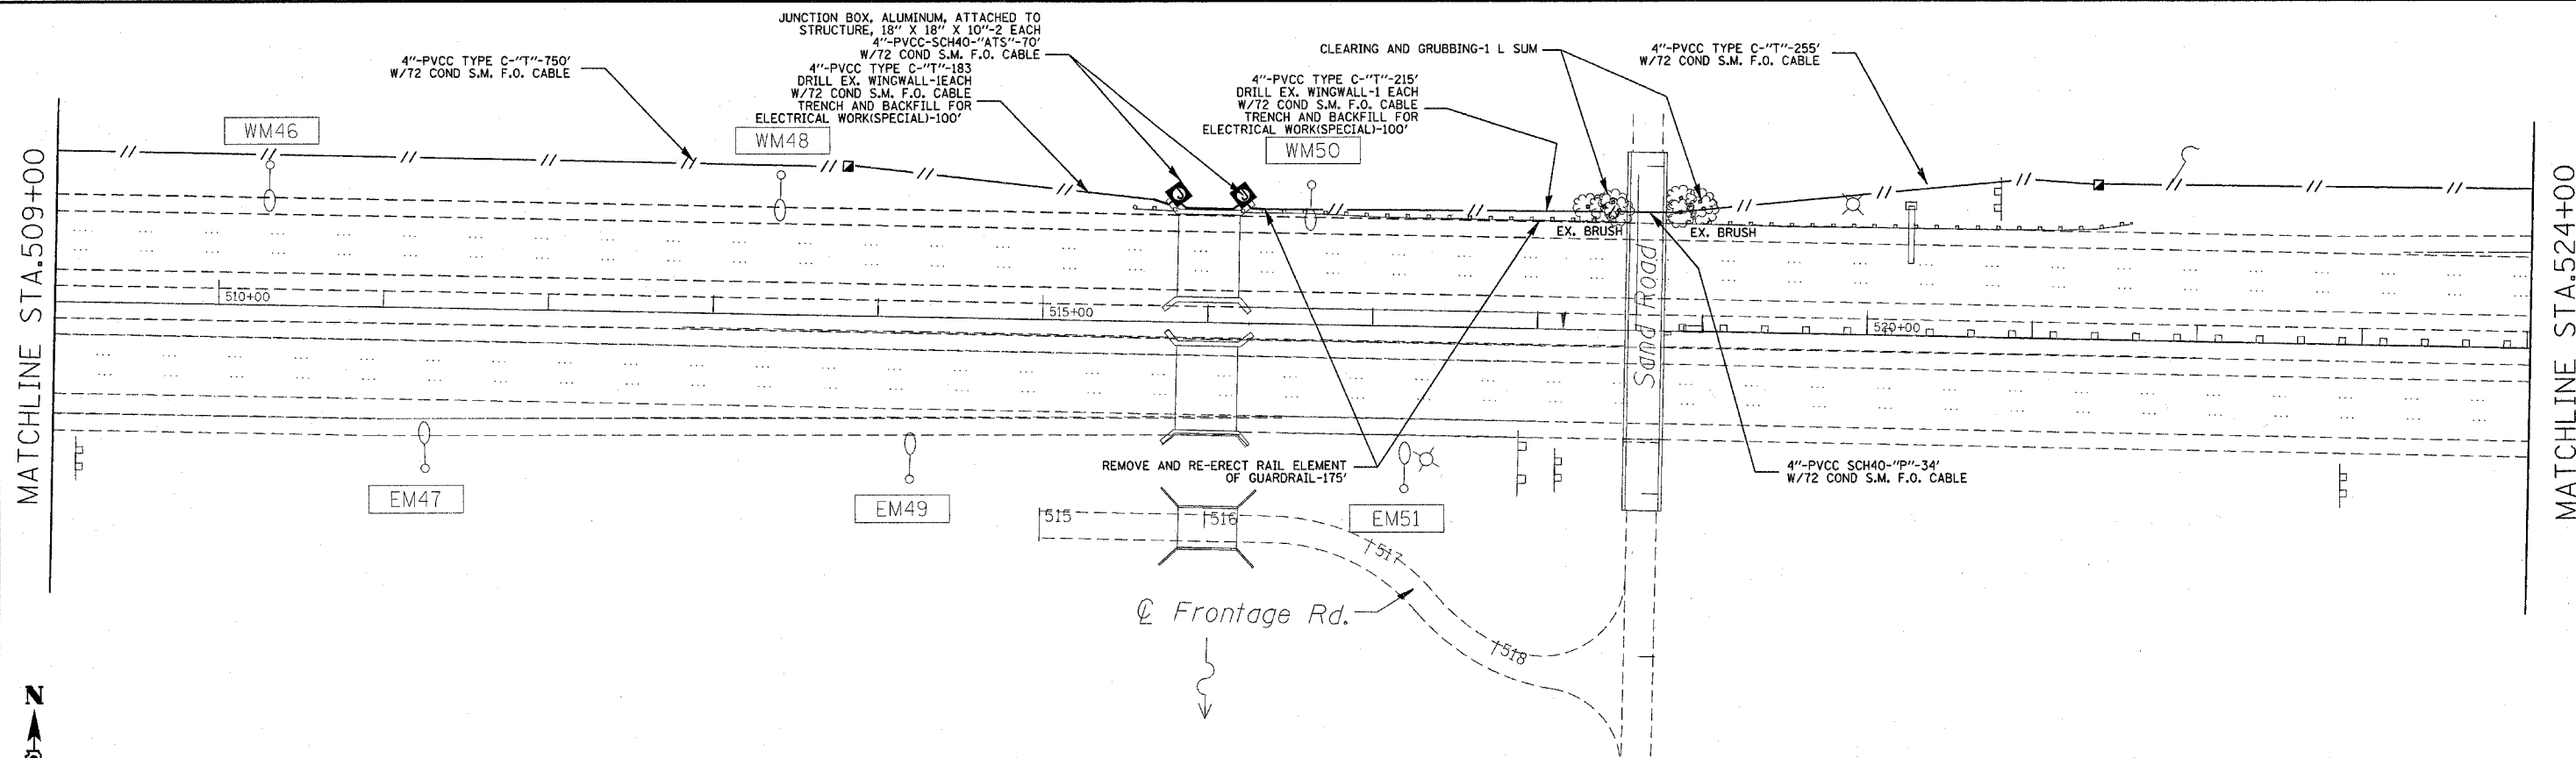 JUNCTION BOX, ALUMINUM, ATTACHED TO
STRUCTURE, 18" X 18" X 10"-2 EACH
4"-PVCC-SCH40-"ATS"-70'
W/72 COND S.M. F.O. CABLE
4"-PVCC TYPE C-"T"-183
DRILL EX. WINGWALL-1EACH
W/72 COND S.M. F.O. CABLE
TRENCH AND BACKFILL FOR
ELECTRICAL WORK(SPECIAL)-100'
4"-PVCC TYPE C-"T"-750'
W/72 COND S.M. F.O. CABLE
CLEARING AND GRUBBING-1 L SUM
4"-PVCC TYPE C-"T"-215'
DRILL EX. WINGWALL-1 EACH
W/72 COND S.M. F.O. CABLE
TRENCH AND BACKFILL FOR
ELECTRICAL WORK(SPECIAL)-100'
4"-PVCC TYPE C-"T"-255'
W/72 COND S.M. F.O. CABLE
WM46
WM48
WM50
MATCHLINE STA.509+00
MATCHLINE STA.524+00
EX. BRUSH
EX. BRUSH
Sand Road
510+00
515+00
520+00
REMOVE AND RE-ERECT RAIL ELEMENT
OF GUARDRAIL-175'
4"-PVCC SCH40-"P"-34'
W/72 COND S.M. F.O. CABLE
EM47
EM49
EM51
515
516
517
518
℄ Frontage Rd.
N